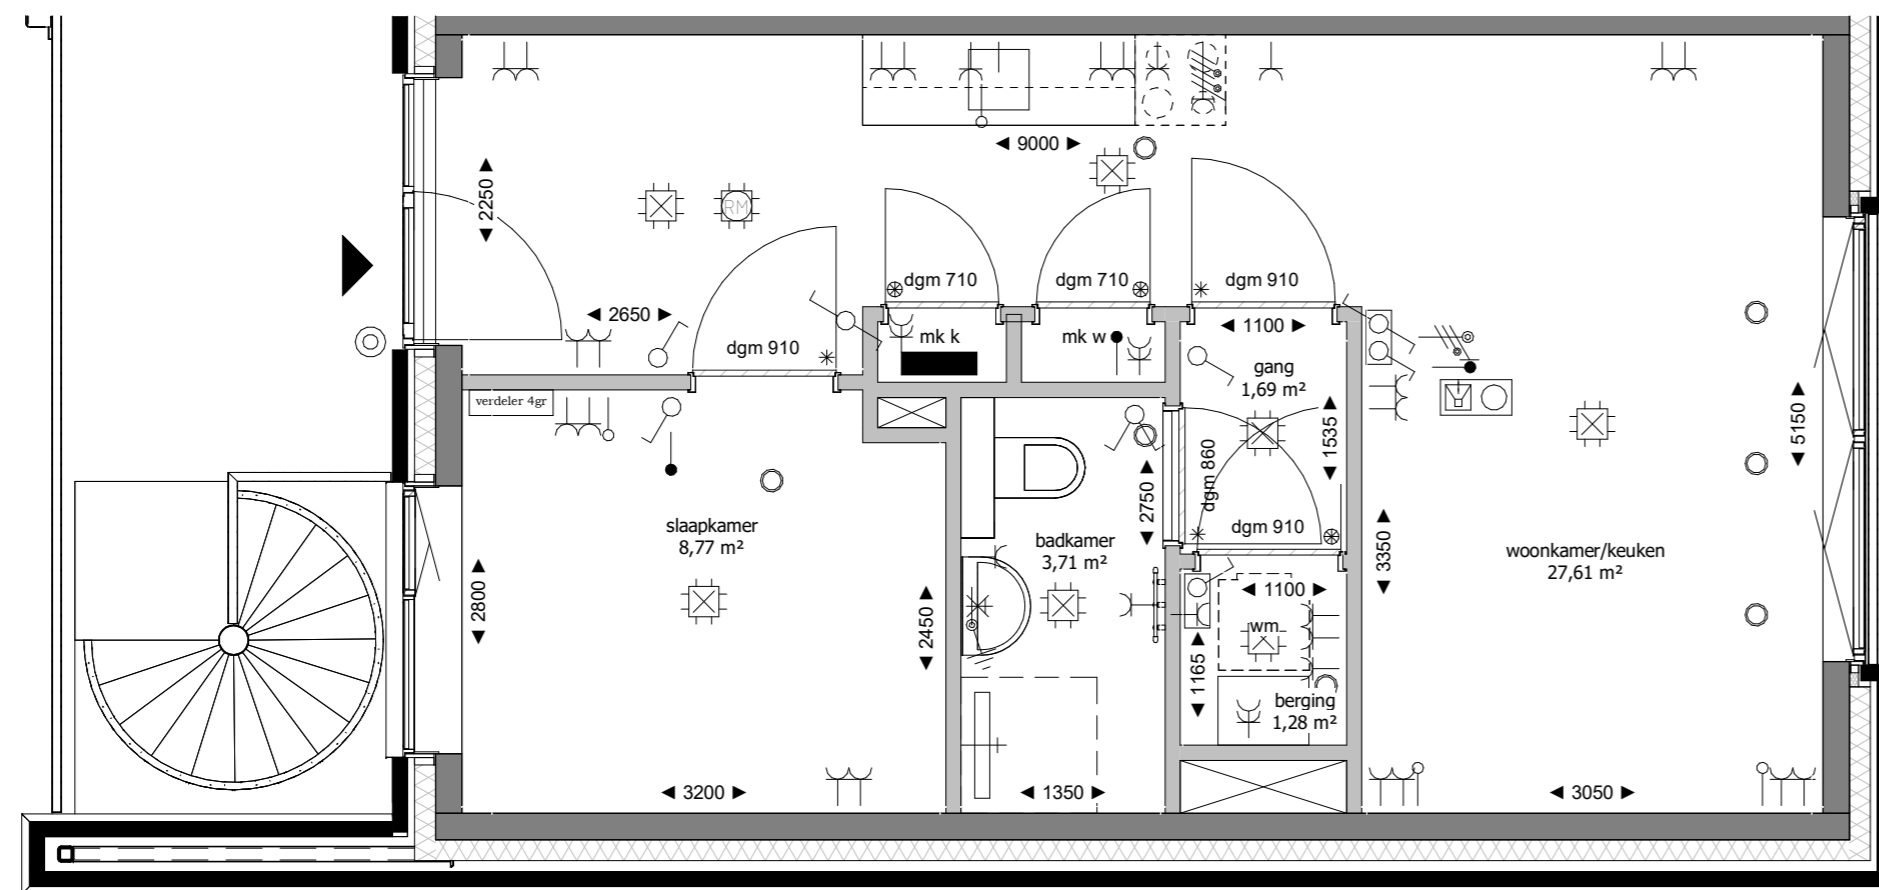 9000
2250
RM
dgm 710
dgm 710
dgm 910
2650
dgm 910
mk k
mk w
1100
gang
1,69 m²
verdeler 4gr
1535
5150
dgm 860
2750
slaapkamer
8,77 m²
badkamer
3,71 m²
dgm 910
3350
woonkamer/keuken
27,61 m²
2800
2450
1100
wm
1165
berging
1,28 m²
3200
1350
3050